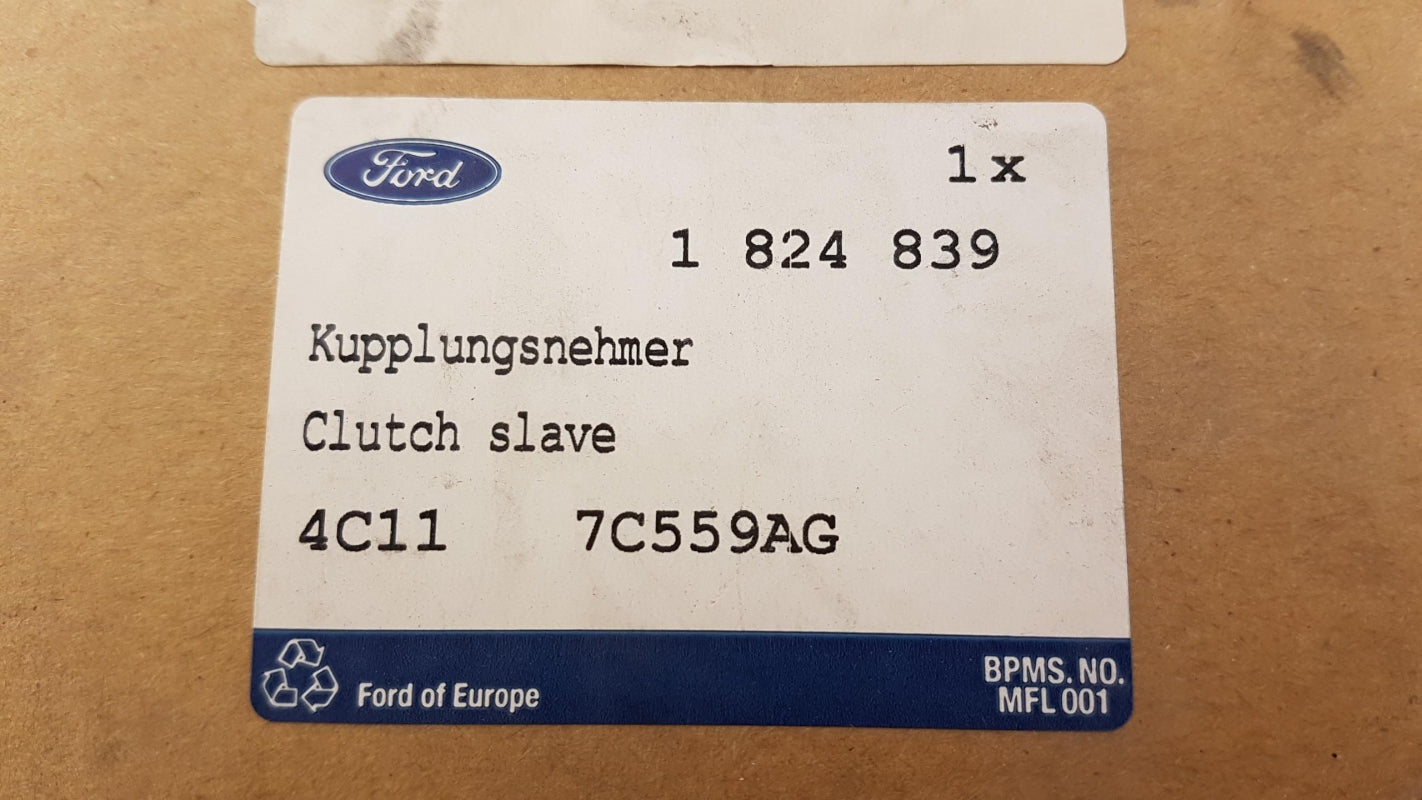 Ford
1x
1 824 839
Kupplungsnehmer
Clutch slave
4C11 7C559AG
Ford of Europe
BPMS. NO.
MFL 001